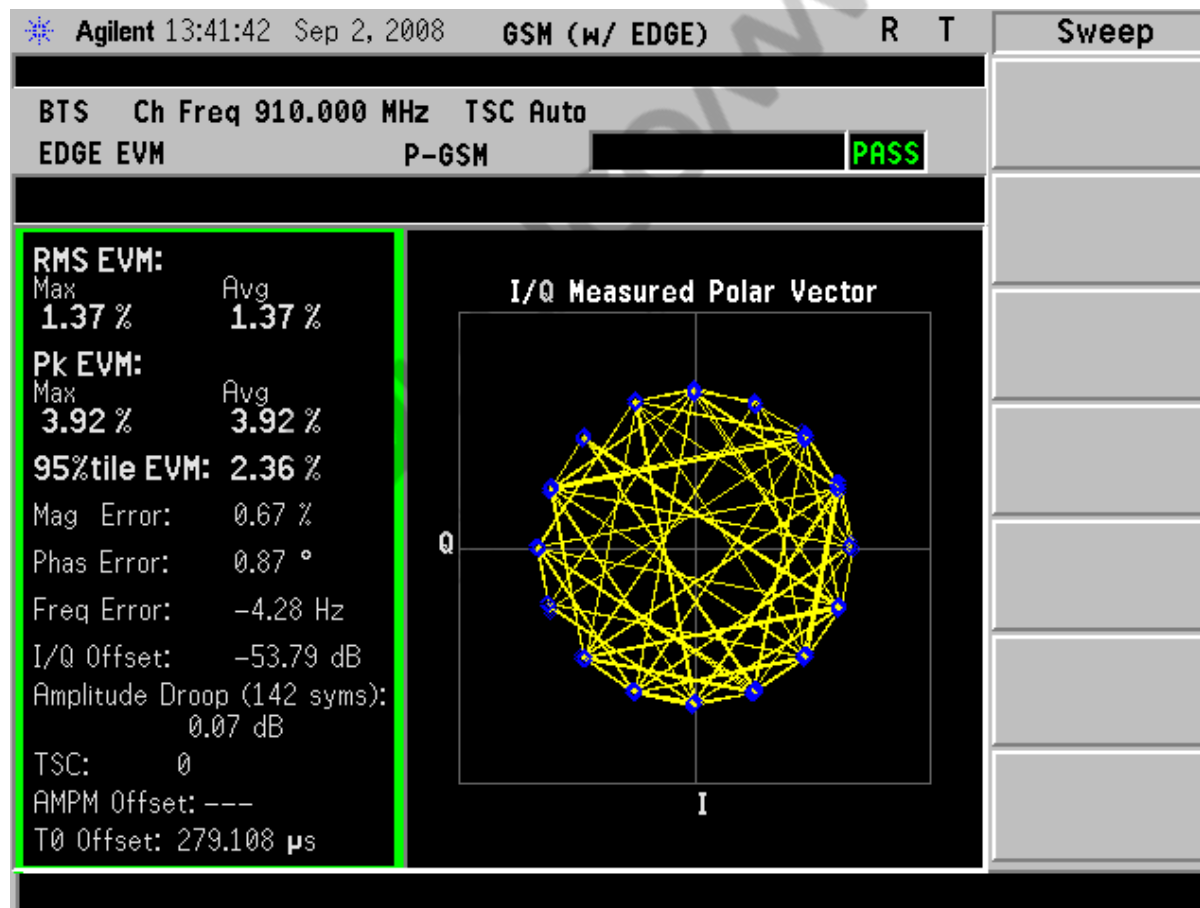 Agilent 13:41:42 Sep 2, 2008 GSM (w/ EDGE) R T Sweep
BTS Ch Freq 910.000 MHz TSC Auto
EDGE EVM P-GSM PASS
RMS EVM:
Max Avg
1.37 % 1.37 %
Pk EVM:
Max Avg
3.92 % 3.92 %
95%tile EVM: 2.36 %
Mag Error: 0.67 %
Phas Error: 0.87 °
Freq Error: -4.28 Hz
I/Q Offset: -53.79 dB
Amplitude Droop (142 syms):
0.07 dB
TSC: 0
AMPM Offset: ---
T0 Offset: 279.108 µs
I/Q Measured Polar Vector
Q
I